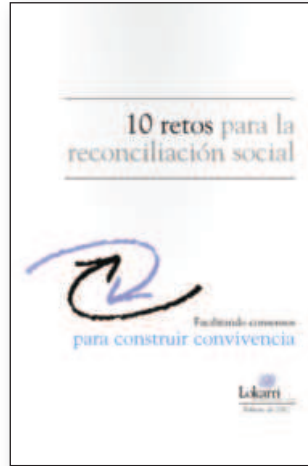 10 retos para la
reconciliación social
Facilitando consensos
para construir convivencia
Lokarri